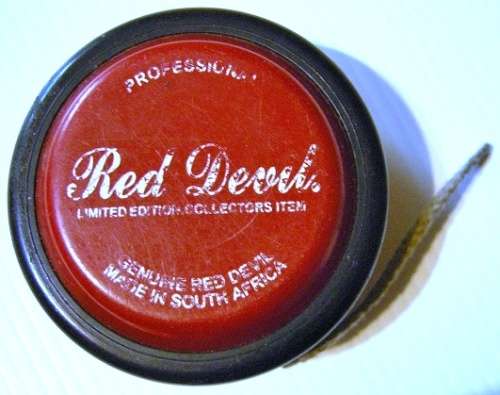 PROFESSIONAL
Red Devil.
LIMITED EDITION COLLECTORS ITEM
GENUINE RED DEVIL
MADE IN SOUTH AFRICA